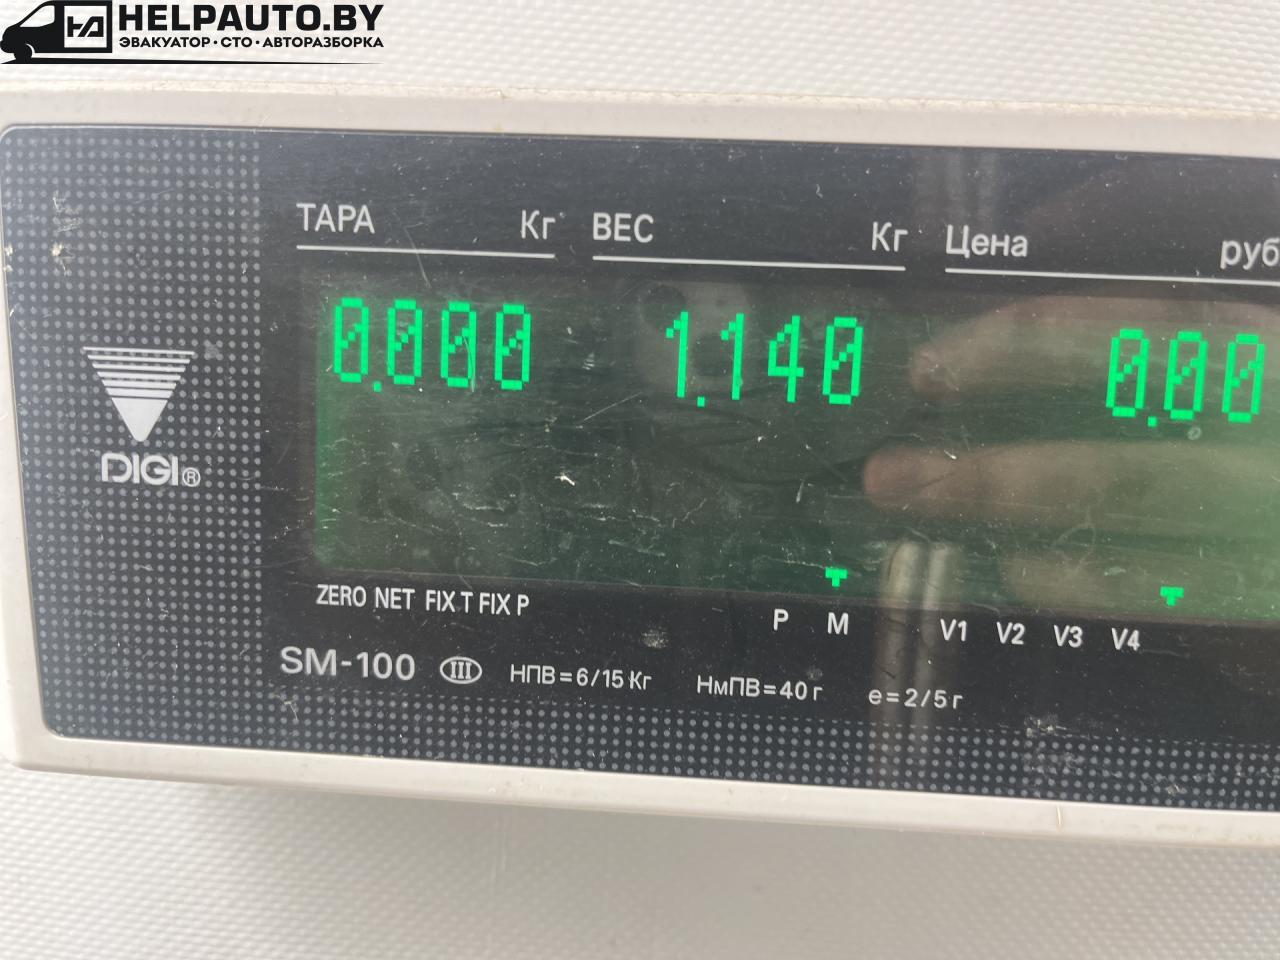 HELPAUTO.BY
ЭВАКУАТОР·СТО·АВТОРАЗБОРКА
ТАРА Кг ВЕС Кг Цена руб
0.000 1.140 0.00
DIGI®
ZERO NET FIX T FIX P P M V1 V2 V3 V4
SM-100 III НПВ=6/15 Кг НмПВ=40 г e=2/5 г